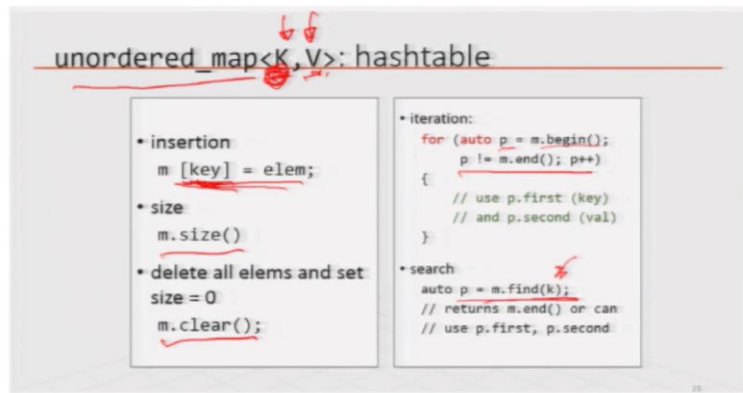 unordered_map<K,V>: hashtable
• insertion
m [key] = elem;
• size
m.size()
• delete all elems and set
size = 0
m.clear();
• iteration:
for (auto p = m.begin();
p != m.end(); p++)
{
// use p.first (key)
// and p.second (val)
}
• search
auto p = m.find(k);
// returns m.end() or can
// use p.first, p.second